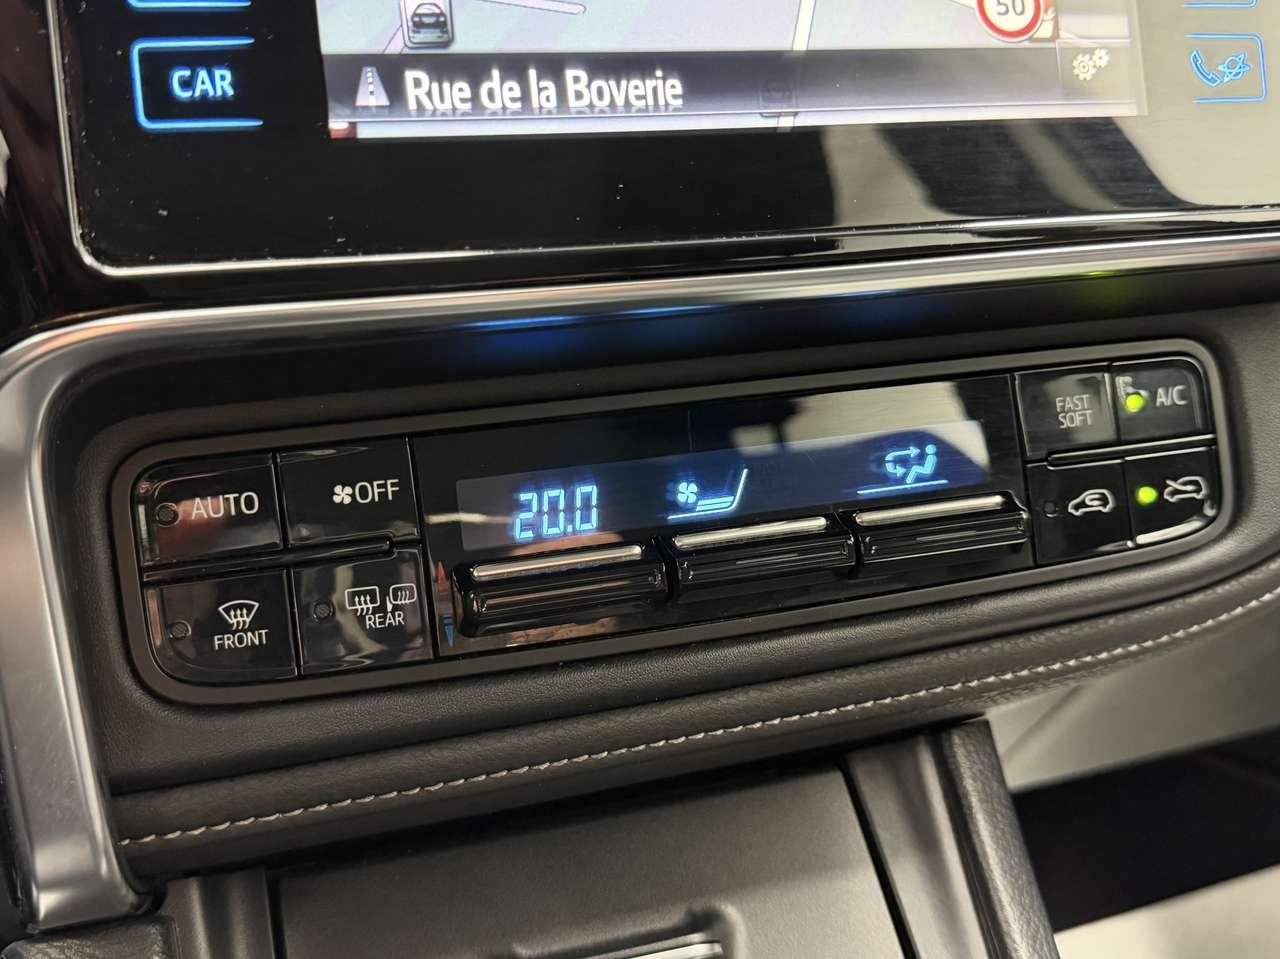 50
CAR
Rue de la Boverie
FAST
SOFT
A/C
AUTO
OFF
20.0
FRONT
REAR